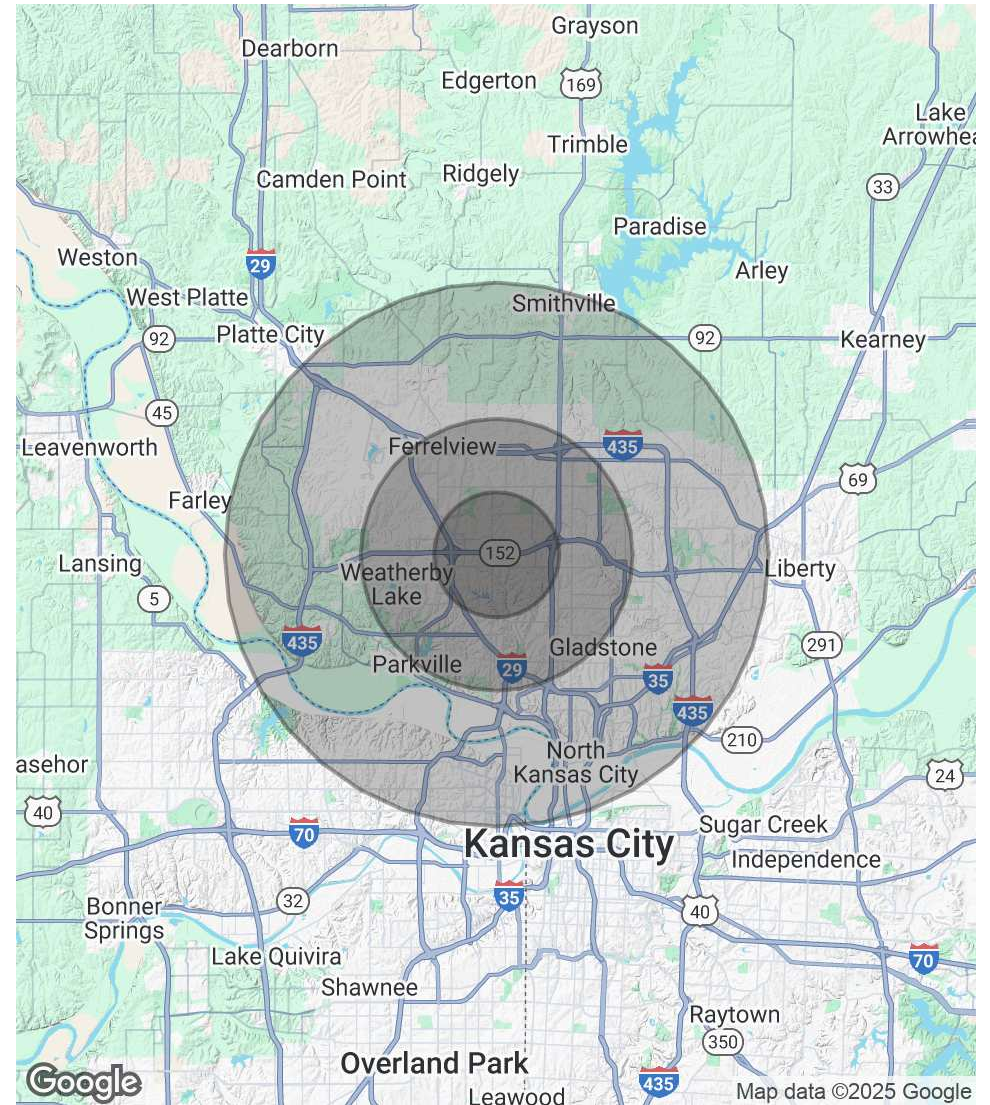 Grayson
Dearborn
Edgerton
169
Lake
Arrowhea
Trimble
Camden Point
Ridgely
33
Paradise
Weston
29
Arley
West Platte
Smithville
Platte City
92
92
Kearney
45
Leavenworth
Ferrelview
435
69
Farley
152
Lansing
Weatherby
Lake
Liberty
5
435
291
Gladstone
Parkville
29
35
435
210
North
Kansas City
asehor
24
40
70
Sugar Creek
Kansas City
Independence
35
32
40
Bonner
Springs
Lake Quivira
70
Shawnee
Raytown
350
Overland Park
435
Google
Leawood
Map data ©2025 Google